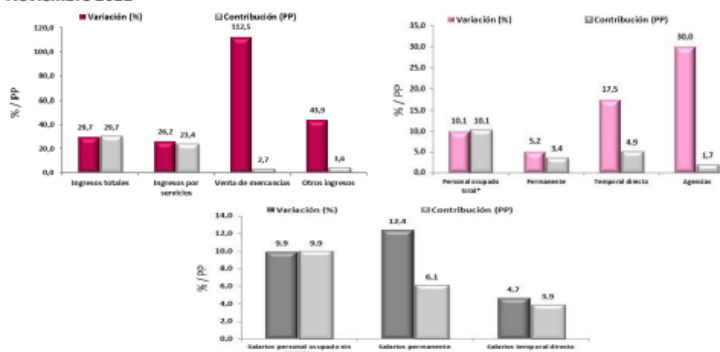 Variación (%) Contribución (PP)
120,0
100,0
80,0
60,0
40,0
20,0
0,0
% / PP
29,7 29,7
26,2 23,4
112,5 2,7
43,9 3,6
Ingresos totales
Ingresos por servicios
Venta de mercancías
Otros ingresos
Variación (%) Contribución (PP)
35,0
30,0
25,0
20,0
15,0
10,0
5,0
0,0
% / PP
10,1 10,1
5,2 3,4
17,5 4,9
30,0 1,7
Personal ocupado total*
Permanente
Temporal directo
Agencias
Variación (%) Contribución (PP)
14,0
12,0
10,0
8,0
6,0
4,0
2,0
0,0
% / PP
9,9 9,9
12,4 6,1
4,7 3,9
Salarios personal ocupado sin
Salarios permanente
Salarios temporal directo